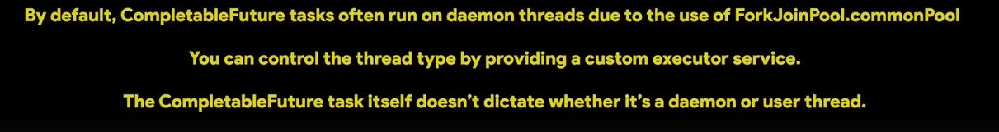 By default, CompletableFuture tasks often run on daemon threads due to the use of ForkJoinPool.commonPool
You can control the thread type by providing a custom executor service.
The CompletableFuture task itself doesn’t dictate whether it’s a daemon or user thread.